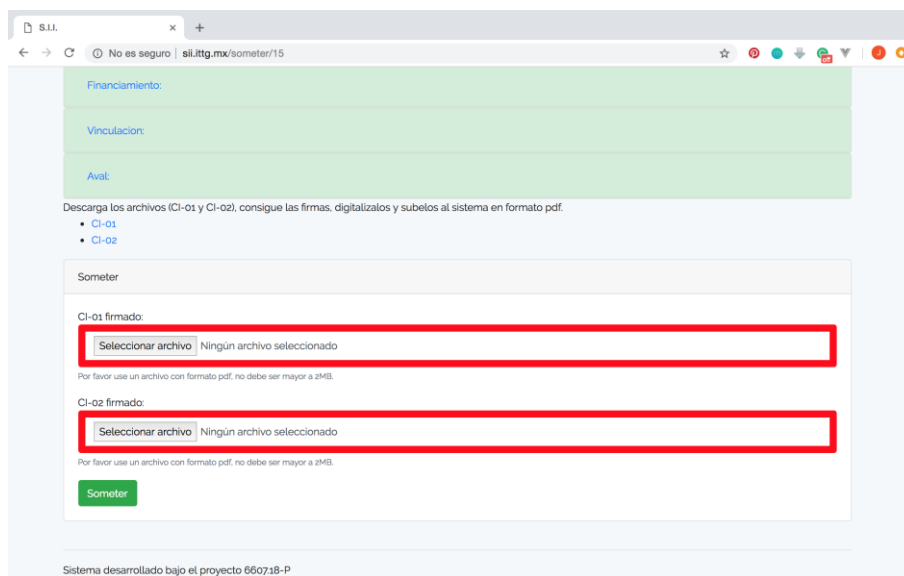 S.I.I.
No es seguro | sii.ittg.mx/someter/15
off
J
Financiamiento:
Vinculacion:
Aval:
Descarga los archivos (CI-01 y CI-02), consigue las firmas, digitalizalos y subelos al sistema en formato pdf.
CI-01
CI-02
Someter
CI-01 firmado:
Seleccionar archivo Ningún archivo seleccionado
Por favor use un archivo con formato pdf, no debe ser mayor a 2MB.
CI-02 firmado:
Seleccionar archivo Ningún archivo seleccionado
Por favor use un archivo con formato pdf, no debe ser mayor a 2MB.
Someter
Sistema desarrollado bajo el proyecto 6607.18-P